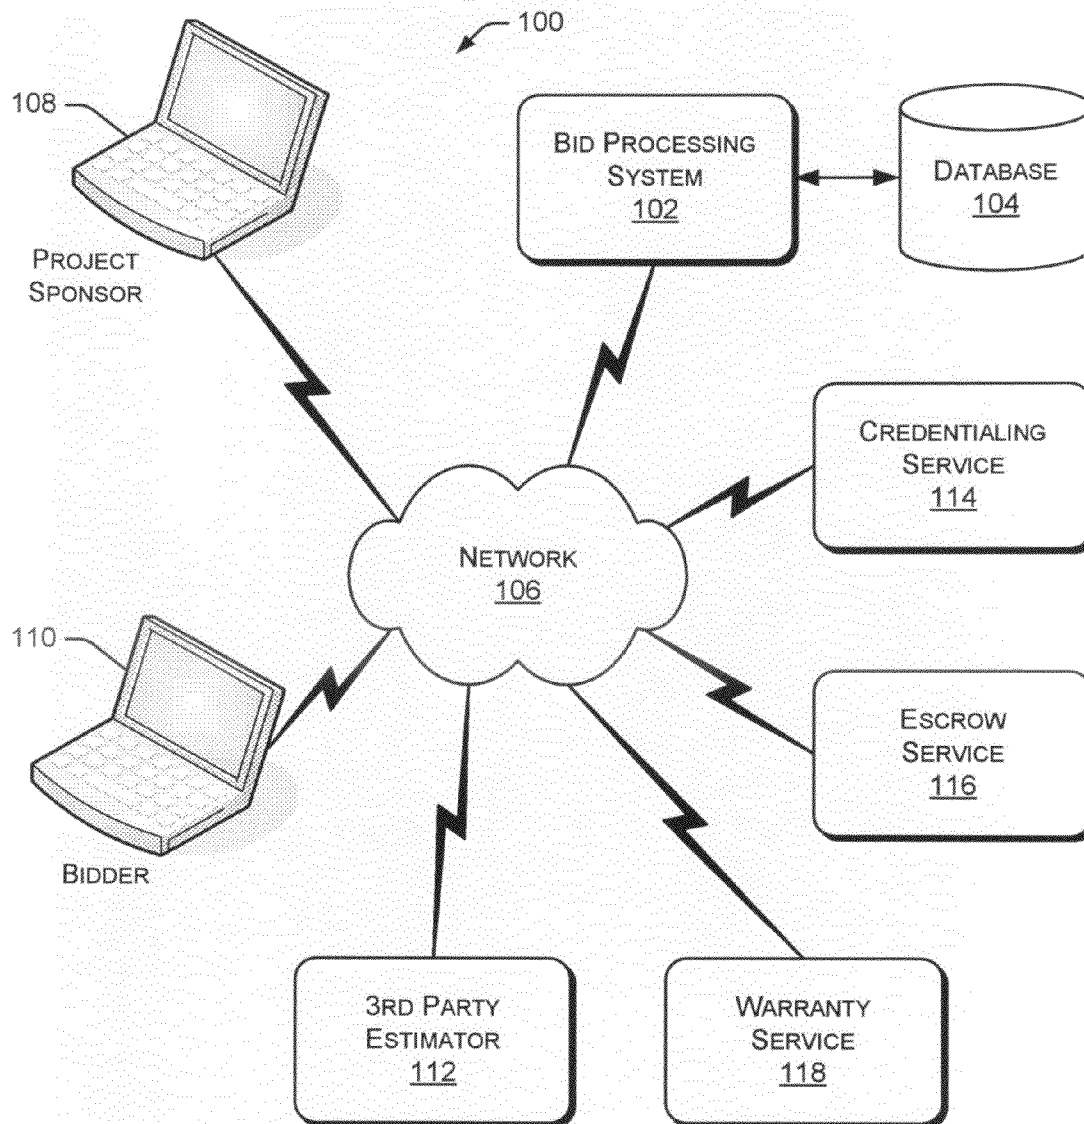 100
108
BID PROCESSING
SYSTEM
102
DATABASE
104
PROJECT
SPONSOR
CREDENTIALING
SERVICE
114
NETWORK
106
110
ESCROW
SERVICE
116
BIDDER
3RD PARTY
ESTIMATOR
112
WARRANTY
SERVICE
118